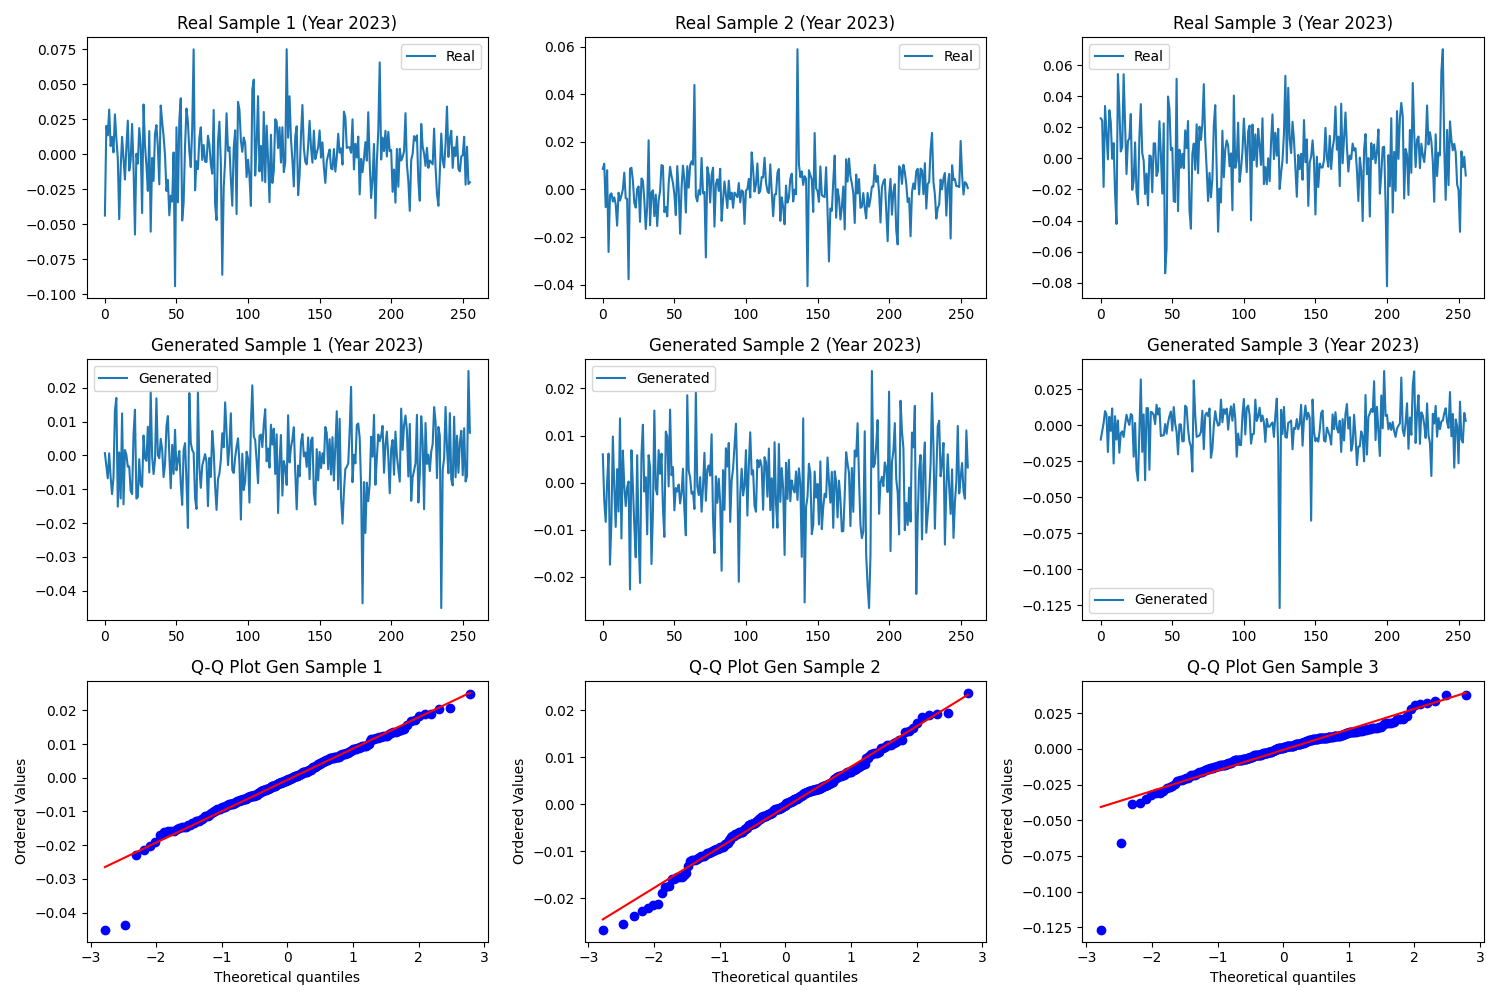 Real Sample 1 (Year 2023)
0.075
0.050
0.025
0.000
−0.025
−0.050
−0.075
−0.100
Real
0 50 100 150 200 250
Real Sample 2 (Year 2023)
0.06
0.04
0.02
0.00
−0.02
−0.04
Real
0 50 100 150 200 250
Real Sample 3 (Year 2023)
0.06
0.04
0.02
0.00
−0.02
−0.04
−0.06
−0.08
Real
0 50 100 150 200 250
Generated Sample 1 (Year 2023)
0.02
0.01
0.00
−0.01
−0.02
−0.03
−0.04
Generated
0 50 100 150 200 250
Generated Sample 2 (Year 2023)
0.02
0.01
0.00
−0.01
−0.02
Generated
0 50 100 150 200 250
Generated Sample 3 (Year 2023)
0.025
0.000
−0.025
−0.050
−0.075
−0.100
−0.125
Generated
0 50 100 150 200 250
Q-Q Plot Gen Sample 1
Ordered Values
0.02
0.01
0.00
−0.01
−0.02
−0.03
−0.04
−3 −2 −1 0 1 2 3
Theoretical quantiles
Q-Q Plot Gen Sample 2
Ordered Values
0.02
0.01
0.00
−0.01
−0.02
−3 −2 −1 0 1 2 3
Theoretical quantiles
Q-Q Plot Gen Sample 3
Ordered Values
0.025
0.000
−0.025
−0.050
−0.075
−0.100
−0.125
−3 −2 −1 0 1 2 3
Theoretical quantiles